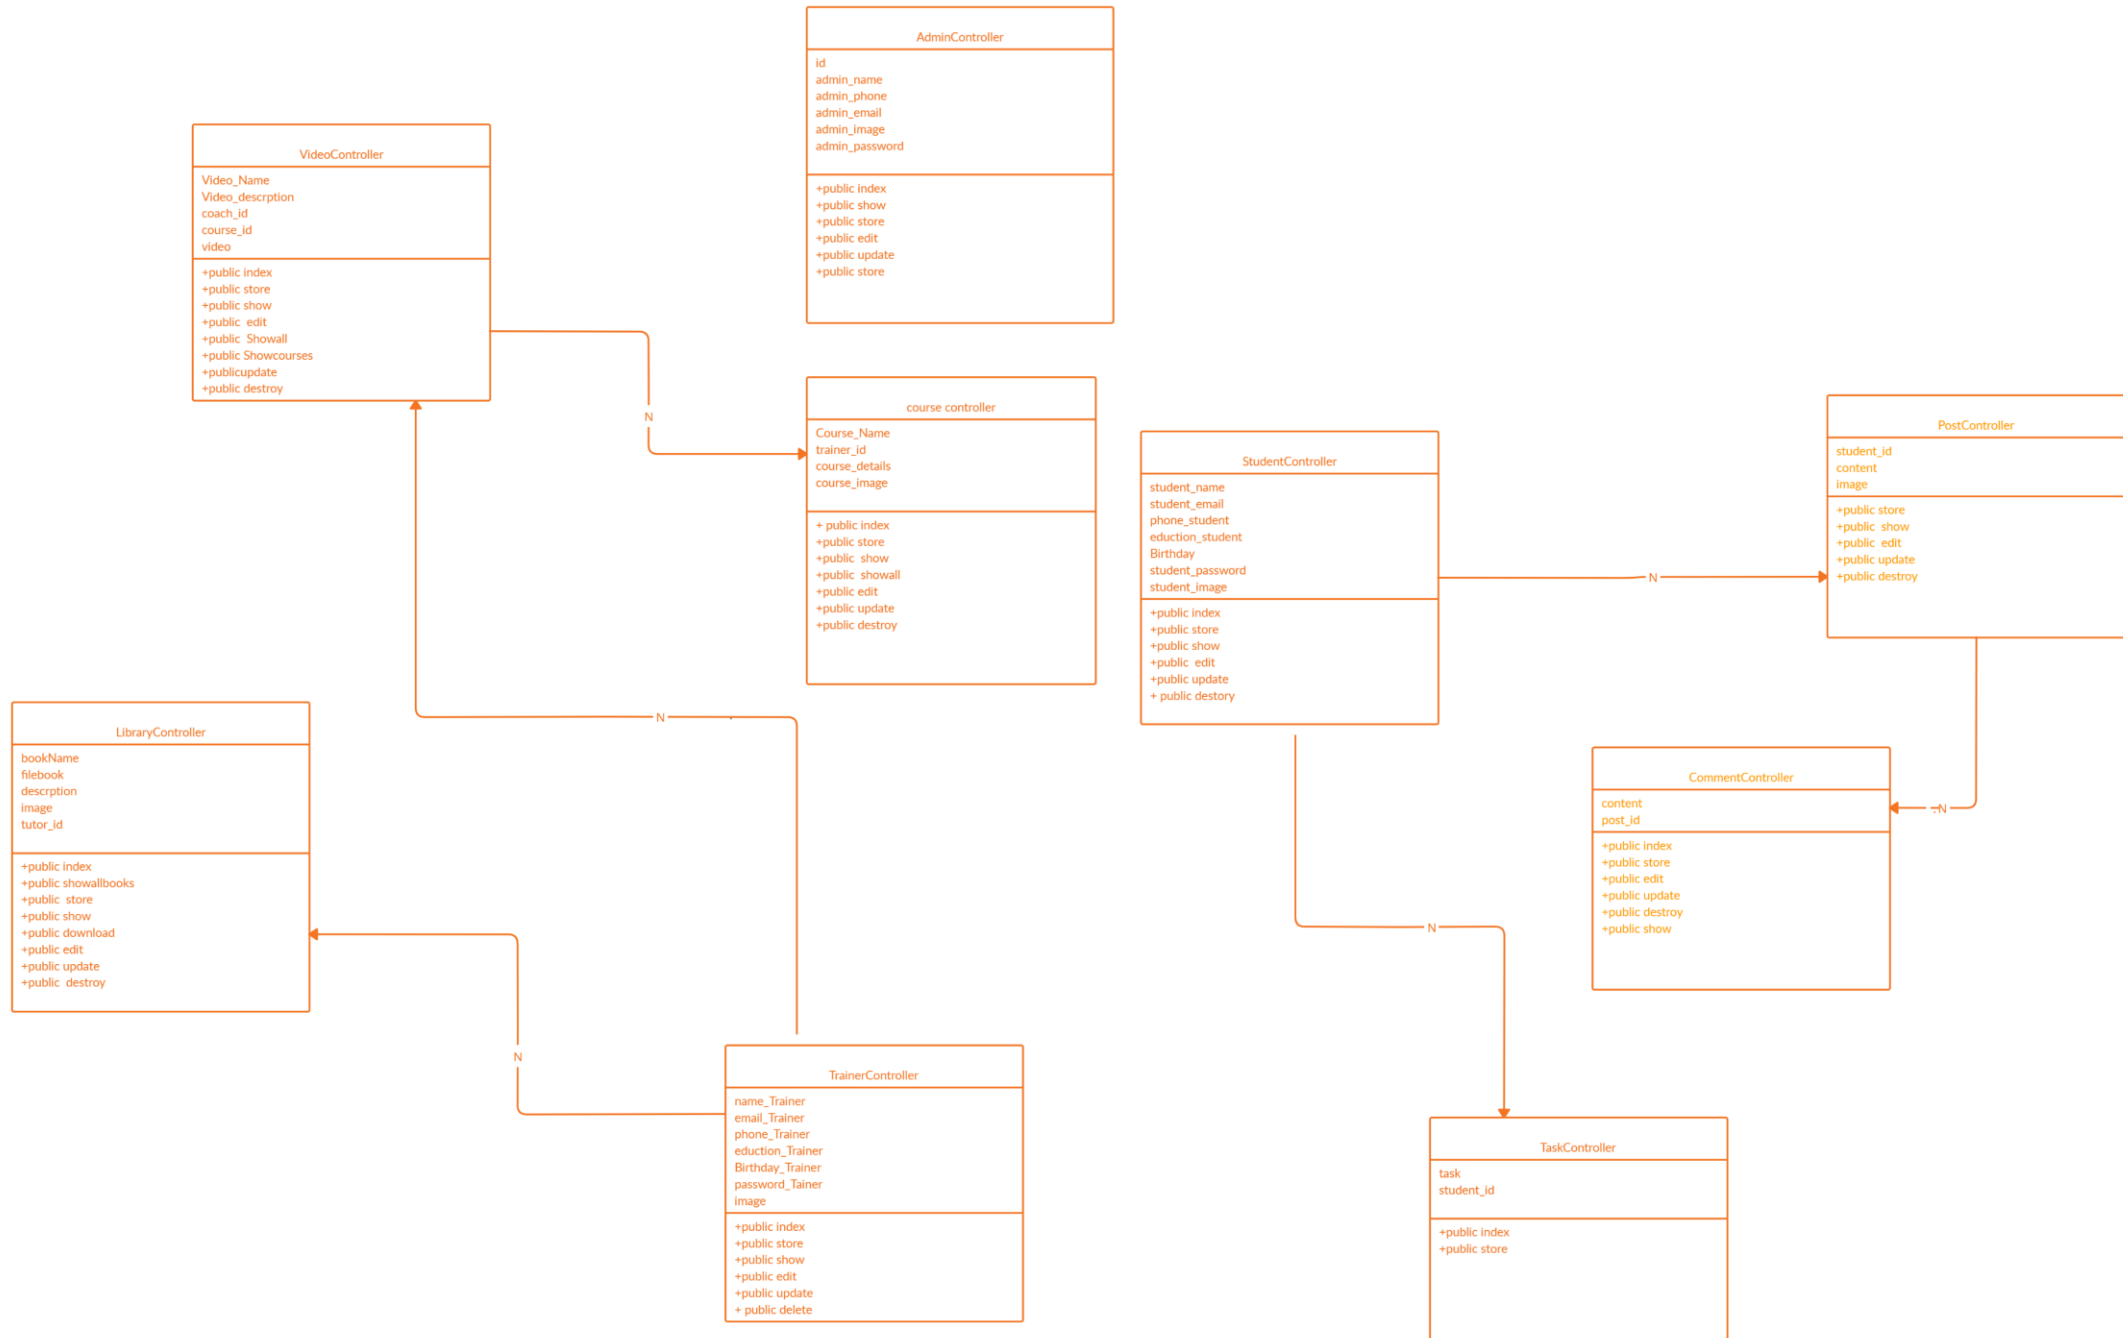 AdminController
id
admin_name
admin_phone
admin_email
admin_image
admin_password
+public index
+public show
+public store
+public edit
+public update
+public store
VideoController
Video_Name
Video_descrption
coach_id
course_id
video
+public index
+public store
+public show
+public  edit
+public  Showall
+public Showcourses
+publicupdate
+public destroy
N
course controller
Course_Name
trainer_id
course_details
course_image
+ public index
+public store
+public  show
+public  showall
+public edit
+public update
+public destroy
StudentController
student_name
student_email
phone_student
eduction_student
Birthday
student_password
student_image
+public index
+public store
+public show
+public  edit
+public update
+ public destory
N
PostController
student_id
content
image
+public store
+public  show
+public  edit
+public update
+public destroy
N
LibraryController
bookName
filebook
descrption
image
tutor_id
+public index
+public showallbooks
+public  store
+public show
+public download
+public edit
+public update
+public  destroy
N
CommentController
content
post_id
+public index
+public store
+public edit
+public update
+public destroy
+public show
N
N
TrainerController
name_Trainer
email_Trainer
phone_Trainer
eduction_Trainer
Birthday_Trainer
password_Tainer
image
+public index
+public store
+public show
+public edit
+public update
+ public delete
TaskController
task
student_id
+public index
+public store